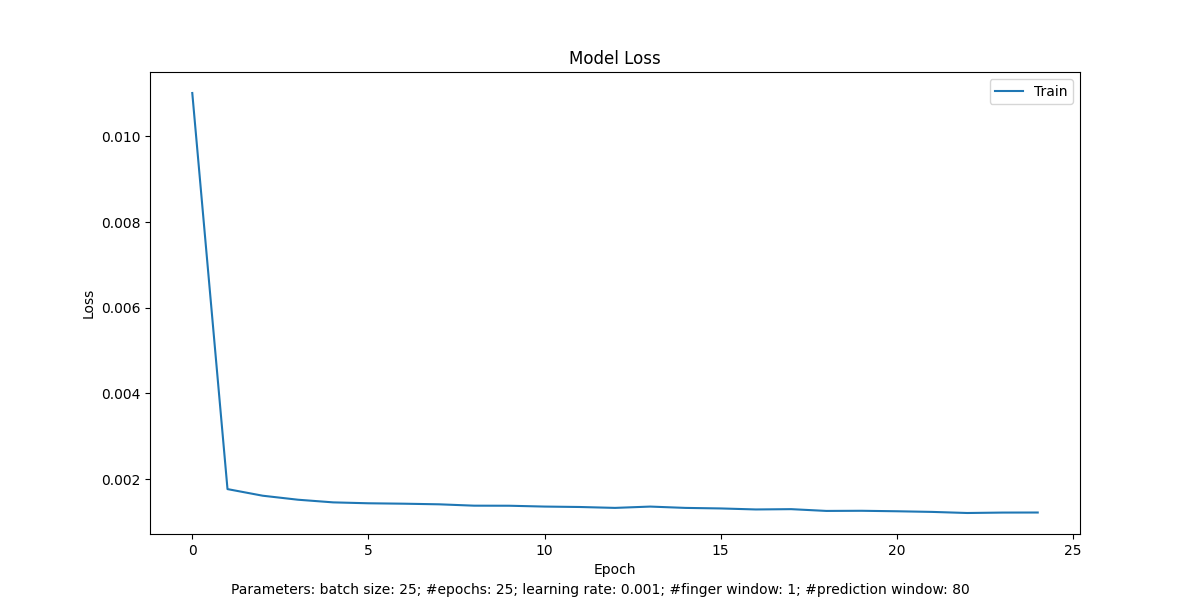 Model Loss
Train
0.010
0.008
0.006
0.004
0.002
Loss
0 5 10 15 20 25
Epoch
Parameters: batch size: 25; #epochs: 25; learning rate: 0.001; #finger window: 1; #prediction window: 80